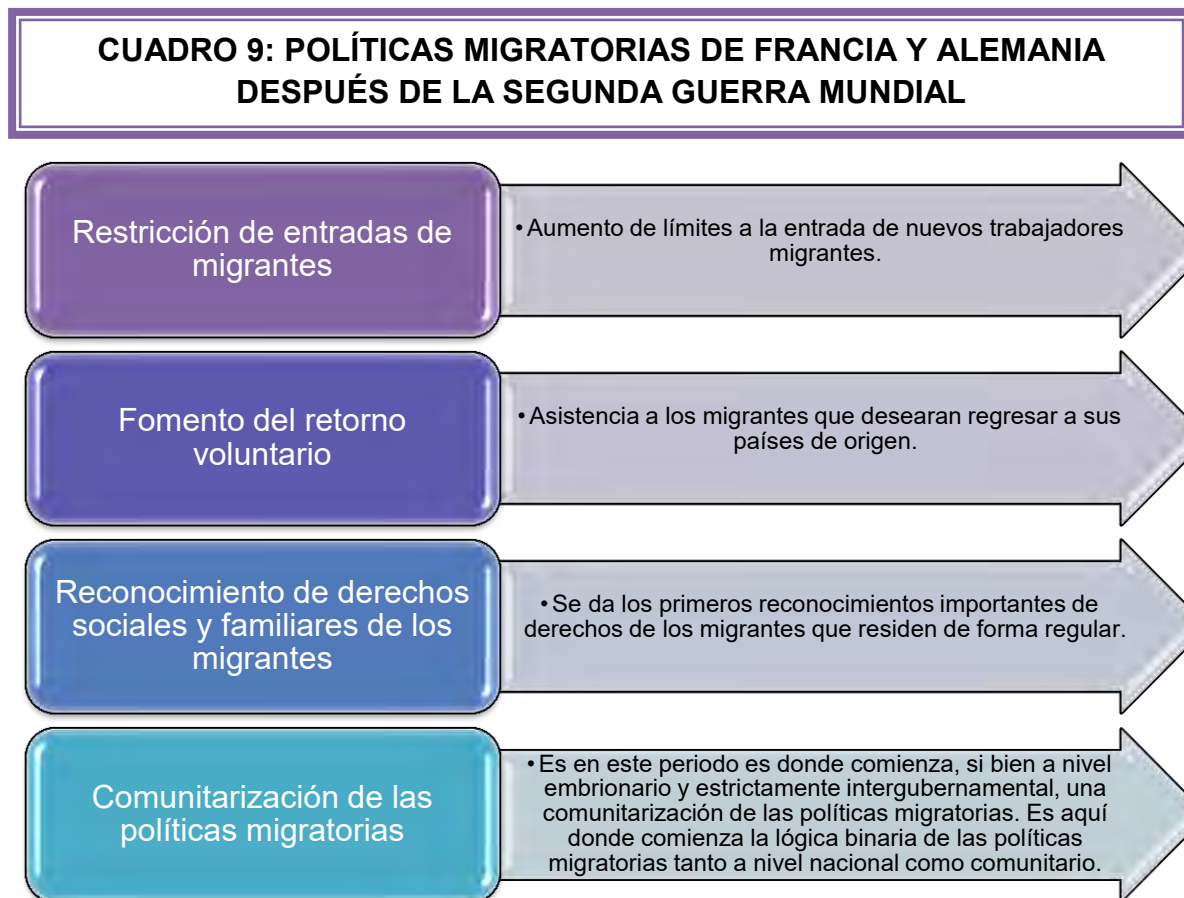 CUADRO 9: POLÍTICAS MIGRATORIAS DE FRANCIA Y ALEMANIA
DESPUÉS DE LA SEGUNDA GUERRA MUNDIAL
Restricción de entradas de
migrantes
• Aumento de límites a la entrada de nuevos trabajadores
migrantes.
Fomento del retorno
voluntario
• Asistencia a los migrantes que desearan regresar a sus
países de origen.
Reconocimiento de derechos
sociales y familiares de los
migrantes
• Se da los primeros reconocimientos importantes de
derechos de los migrantes que residen de forma regular.
Comunitarización de las
políticas migratorias
• Es en este periodo es donde comienza, si bien a nivel
embrionario y estrictamente intergubernamental, una
comunitarización de las políticas migratorias. Es aquí
donde comienza la lógica binaria de las políticas
migratorias tanto a nivel nacional como comunitario.